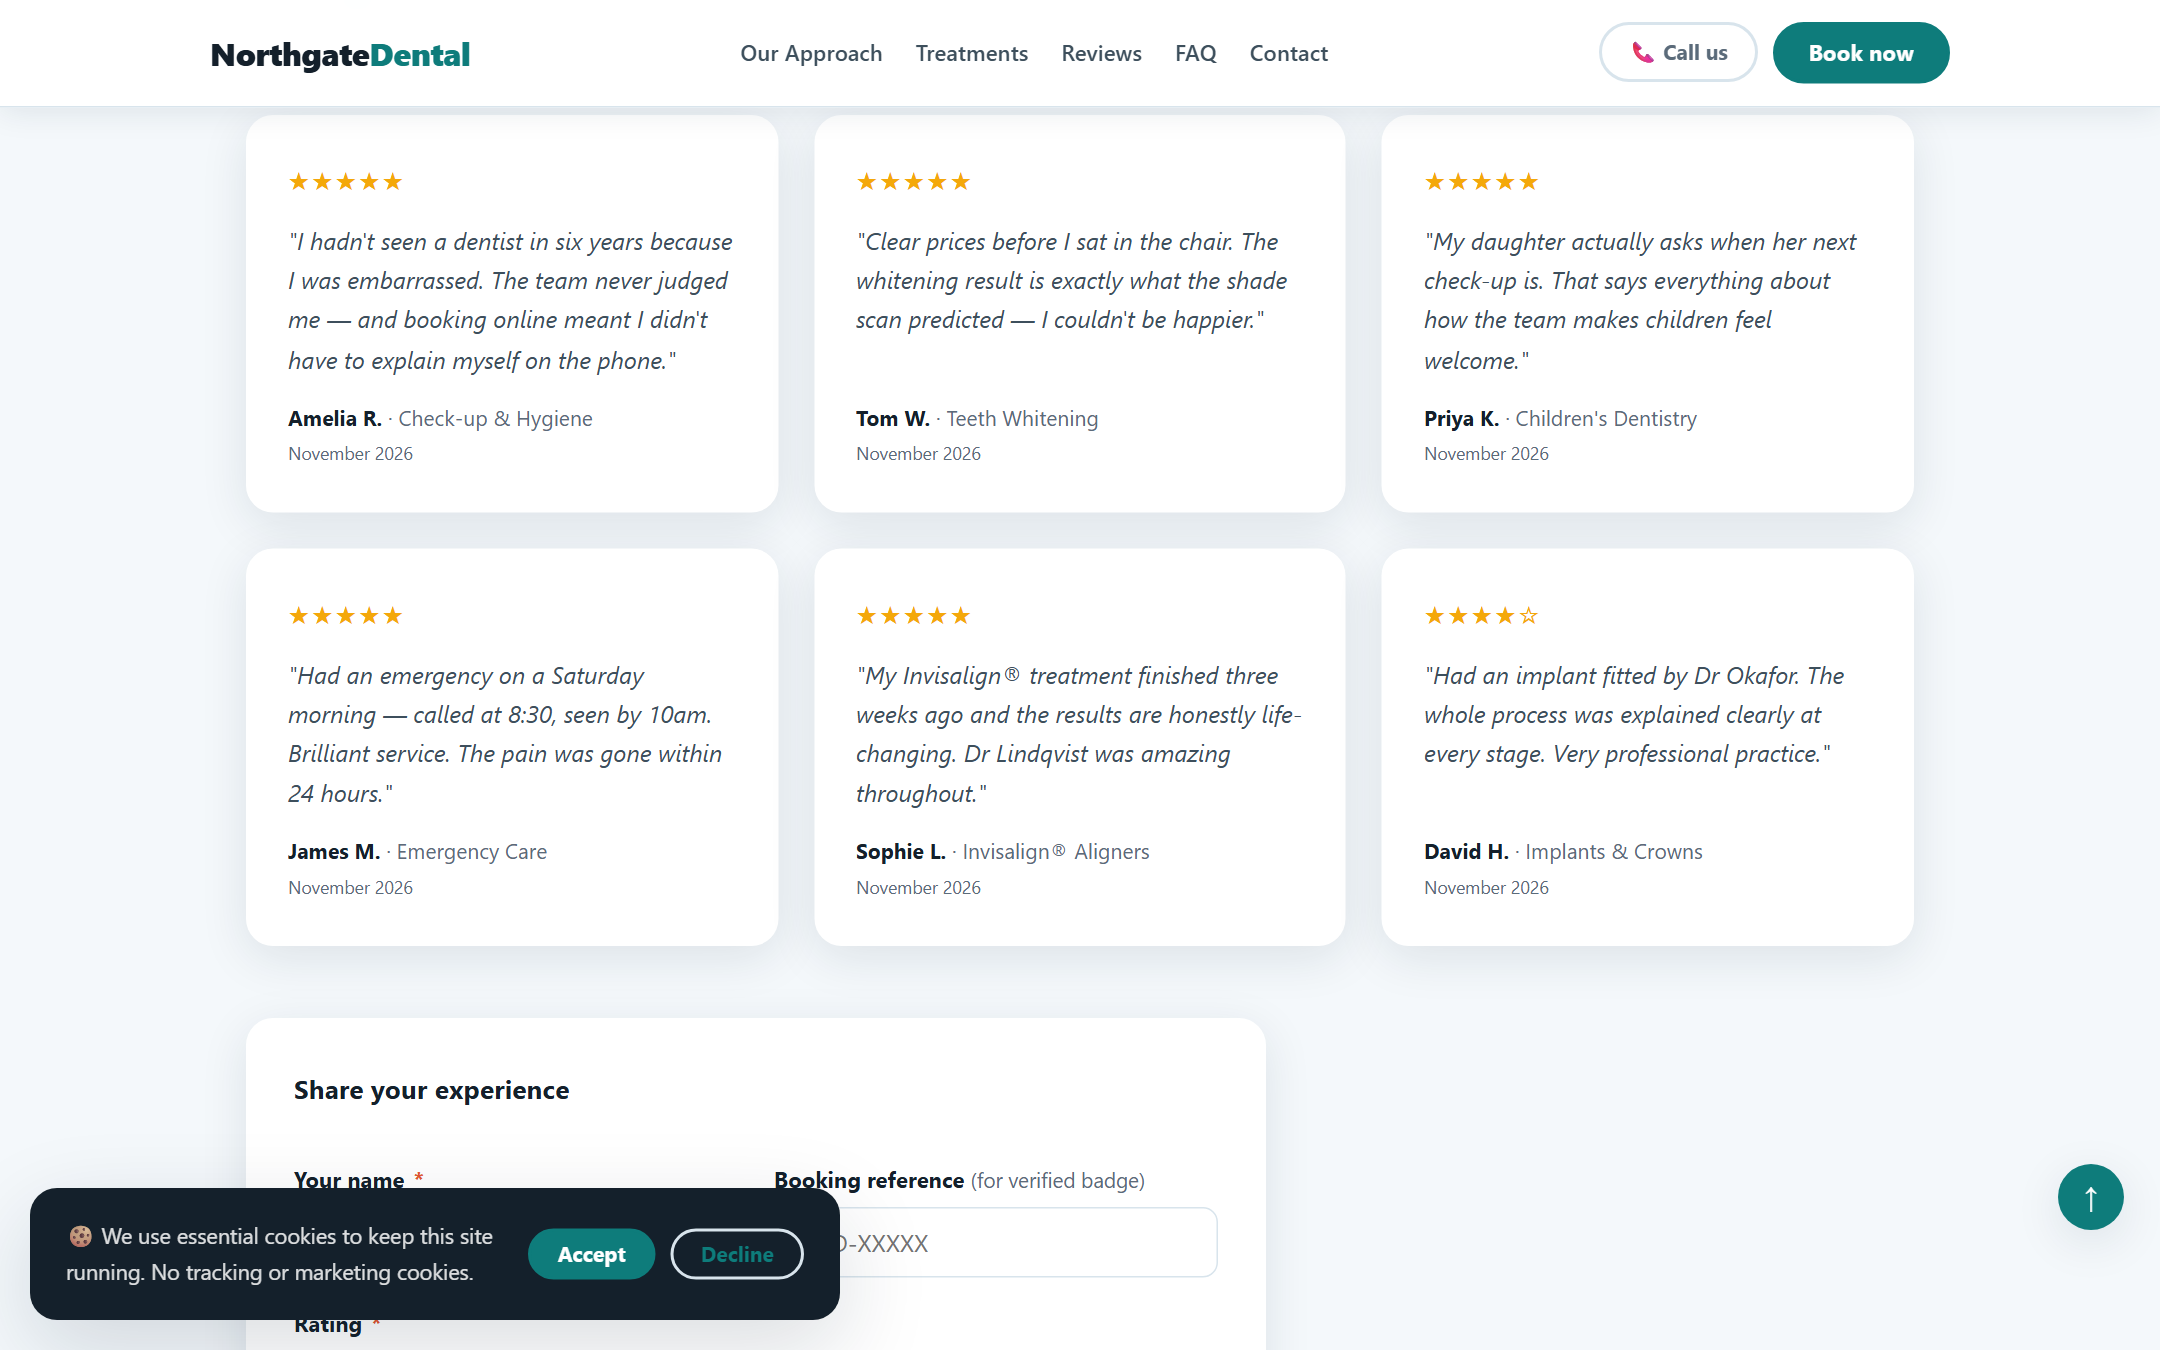 NorthgateDental
Our Approach Treatments Reviews FAQ Contact
Call us
Book now
★★★★★
"I hadn't seen a dentist in six years because
I was embarrassed. The team never judged
me — and booking online meant I didn't
have to explain myself on the phone."
Amelia R. · Check-up & Hygiene
November 2026
★★★★★
"Clear prices before I sat in the chair. The
whitening result is exactly what the shade
scan predicted — I couldn't be happier."
Tom W. · Teeth Whitening
November 2026
★★★★★
"My daughter actually asks when her next
check-up is. That says everything about
how the team makes children feel
welcome."
Priya K. · Children's Dentistry
November 2026
★★★★★
"Had an emergency on a Saturday
morning — called at 8:30, seen by 10am.
Brilliant service. The pain was gone within
24 hours."
James M. · Emergency Care
November 2026
★★★★★
"My Invisalign® treatment finished three
weeks ago and the results are honestly life-
changing. Dr Lindqvist was amazing
throughout."
Sophie L. · Invisalign® Aligners
November 2026
★★★★☆
"Had an implant fitted by Dr Okafor. The
whole process was explained clearly at
every stage. Very professional practice."
David H. · Implants & Crowns
November 2026
Share your experience
Your name *
Booking reference (for verified badge)
-XXXXX
Rating *
🍪 We use essential cookies to keep this site
running. No tracking or marketing cookies.
Accept
Decline
↑